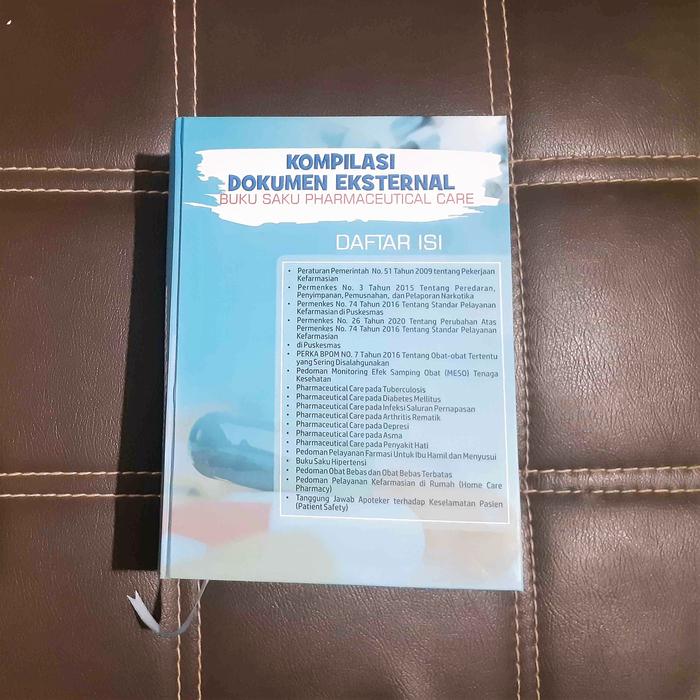 KOMPILASI
DOKUMEN EKSTERNAL
BUKU SAKU PHARMACEUTICAL CARE
DAFTAR ISI
• Peraturan Pemerintah No. 51 Tahun 2009 tentang Pekerjaan
Kefarmasian
• Permenkes No. 3 Tahun 2015 Tentang Peredaran,
Penyimpanan, Pemusnahan, dan Pelaporan Narkotika
• Permenkes No. 74 Tahun 2016 Tentang Standar Pelayanan
Kefarmasian di Puskesmas
• Permenkes No. 26 Tahun 2020 Tentang Perubahan Atas
Permenkes No. 74 Tahun 2016 Tentang Standar Pelayanan
Kefarmasian
• di Puskesmas
• PERKA BPOM NO. 7 Tahun 2016 Tentang Obat-obat Tertentu
yang Sering Disalahgunakan
• Pedoman Monitoring Efek Samping Obat (MESO) Tenaga
Kesehatan
• Pharmaceutical Care pada Tuberculosis
• Pharmaceutical Care pada Diabetes Mellitus
• Pharmaceutical Care pada Infeksi Saluran Pernapasan
• Pharmaceutical Care pada Arthritis Rematik
• Pharmaceutical Care pada Depresi
• Pharmaceutical Care pada Asma
• Pharmaceutical Care pada Penyakit Hati
• Pedoman Pelayanan Farmasi Untuk Ibu Hamil dan Menyusui
• Buku Saku Hipertensi
• Pedoman Obat Bebas dan Obat Bebas Terbatas
• Pedoman Pelayanan Kefarmasian di Rumah (Home Care
Pharmacy)
• Tanggung Jawab Apoteker terhadap Keselamatan Pasien
(Patient Safety)